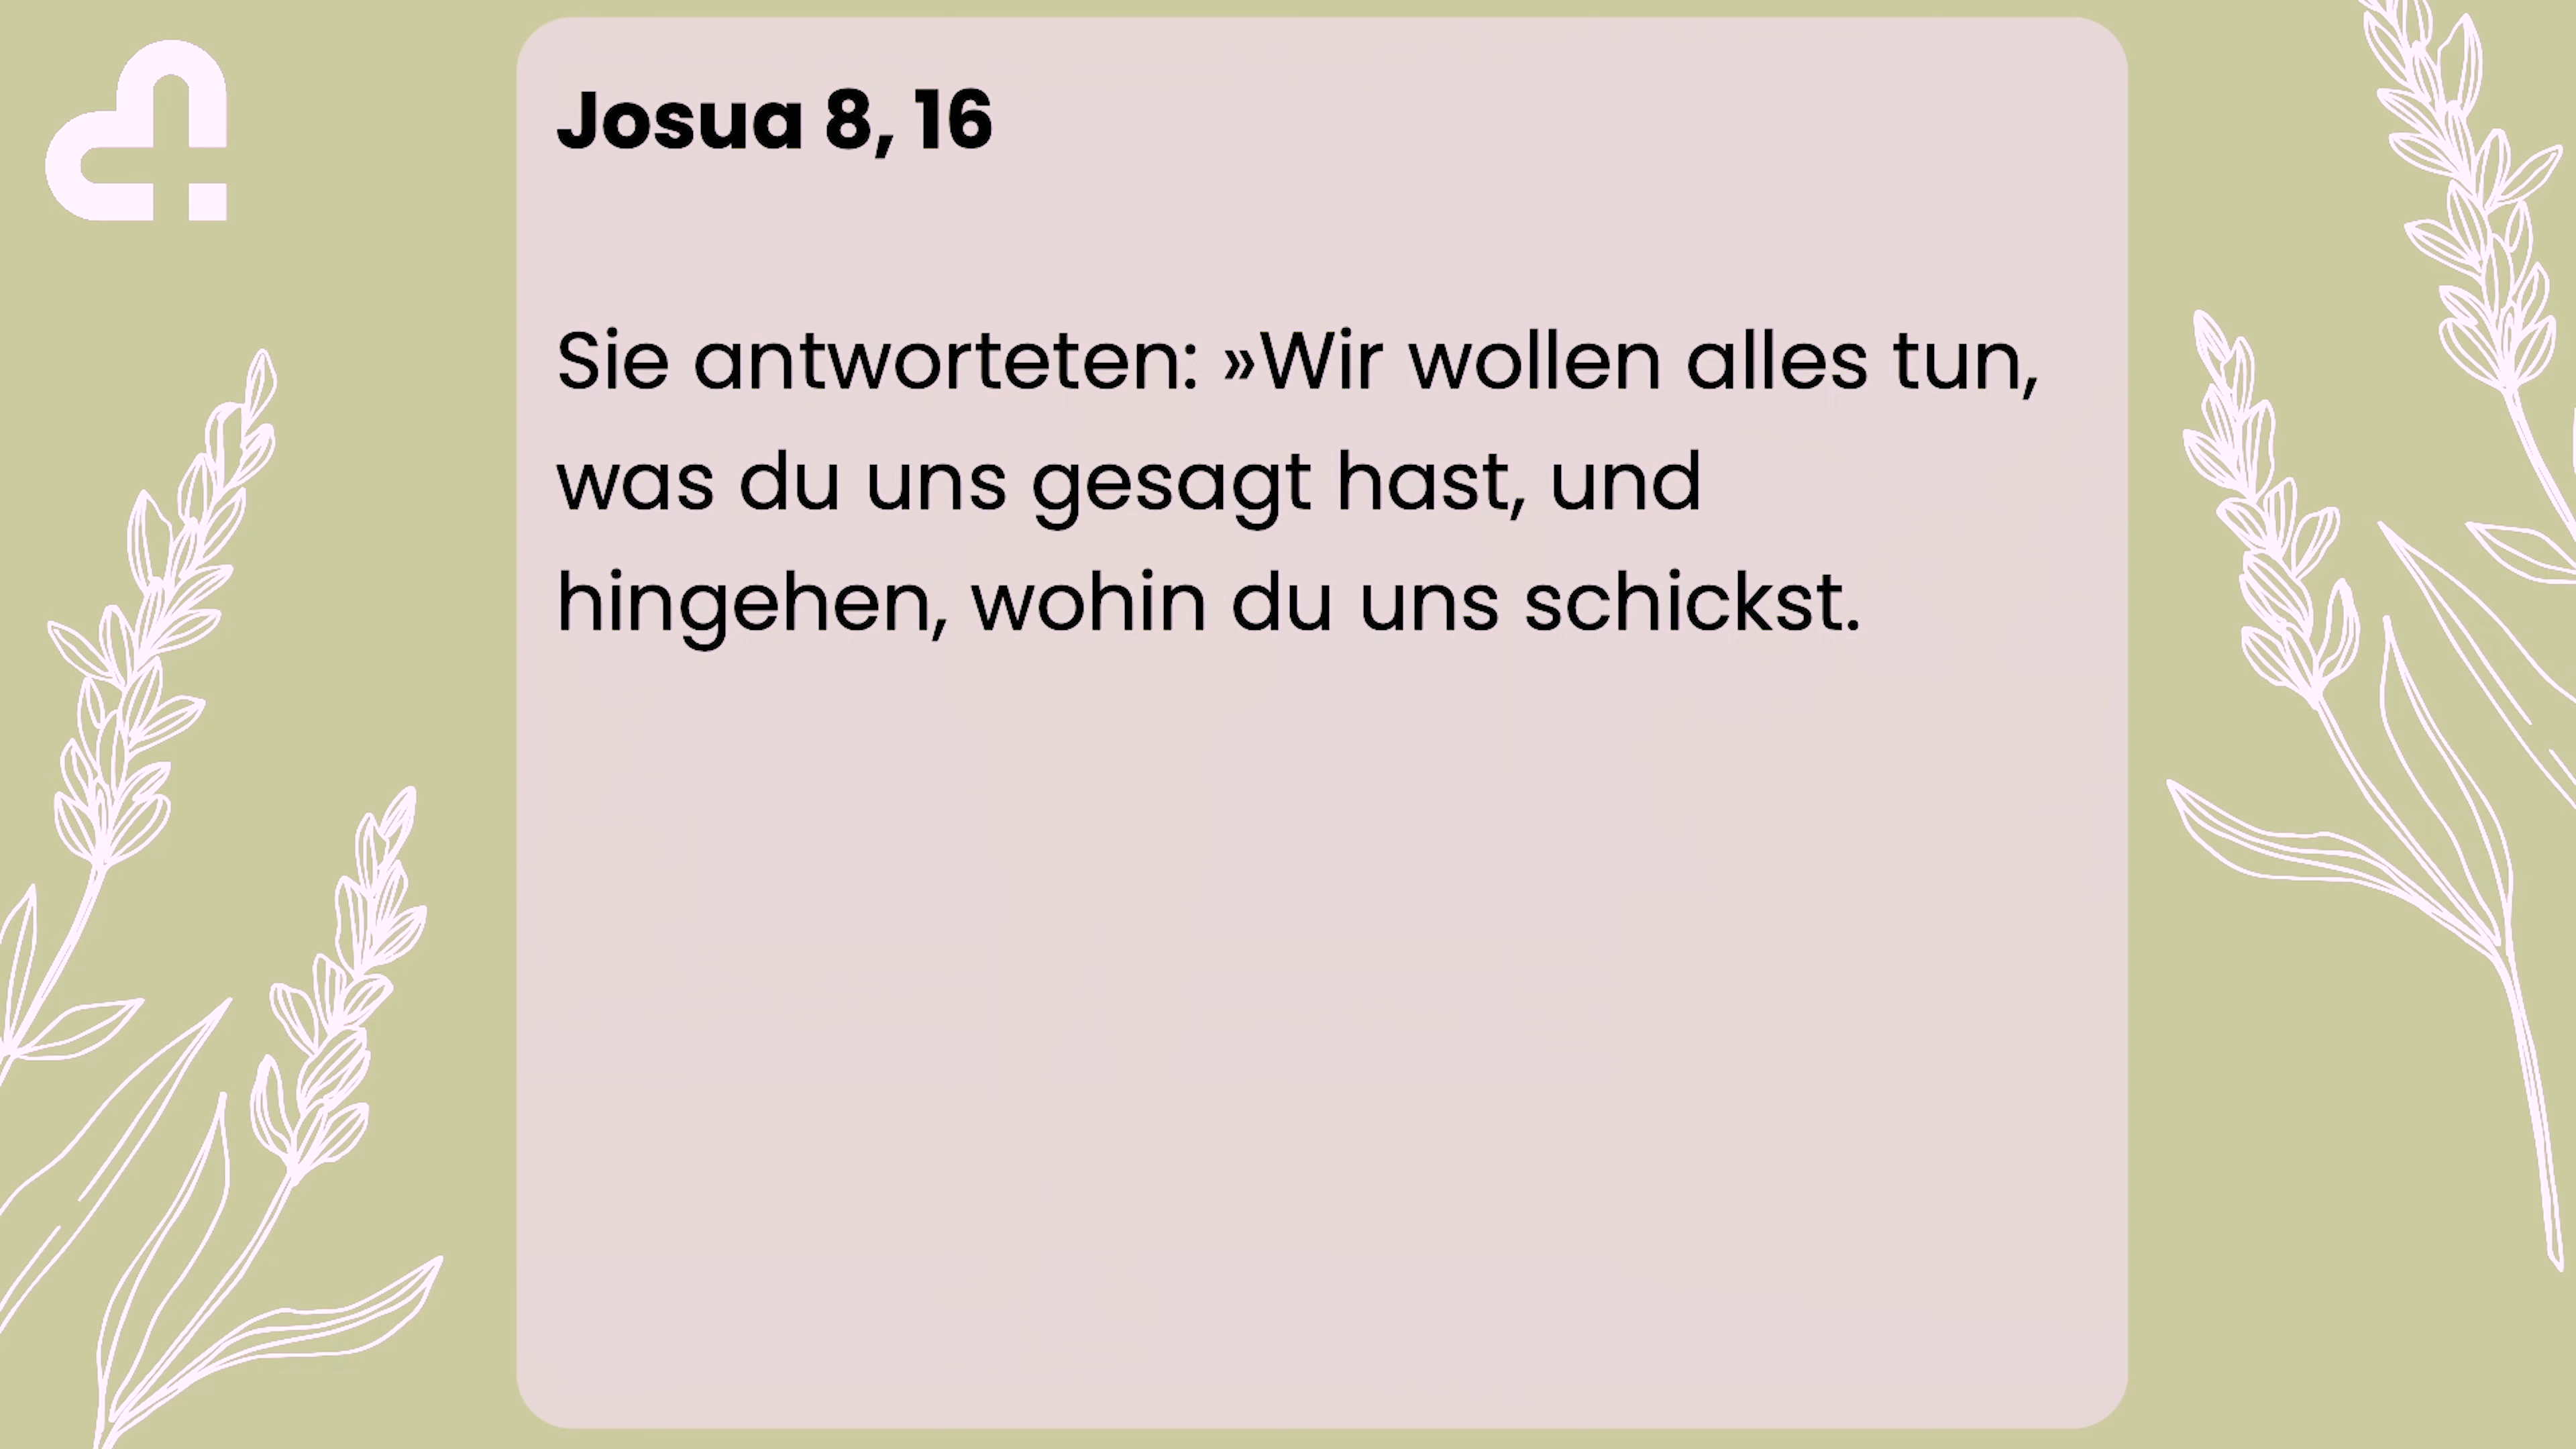 Josua 8, 16
Sie antworteten: »Wir wollen alles tun,
was du uns gesagt hast, und
hingehen, wohin du uns schickst.